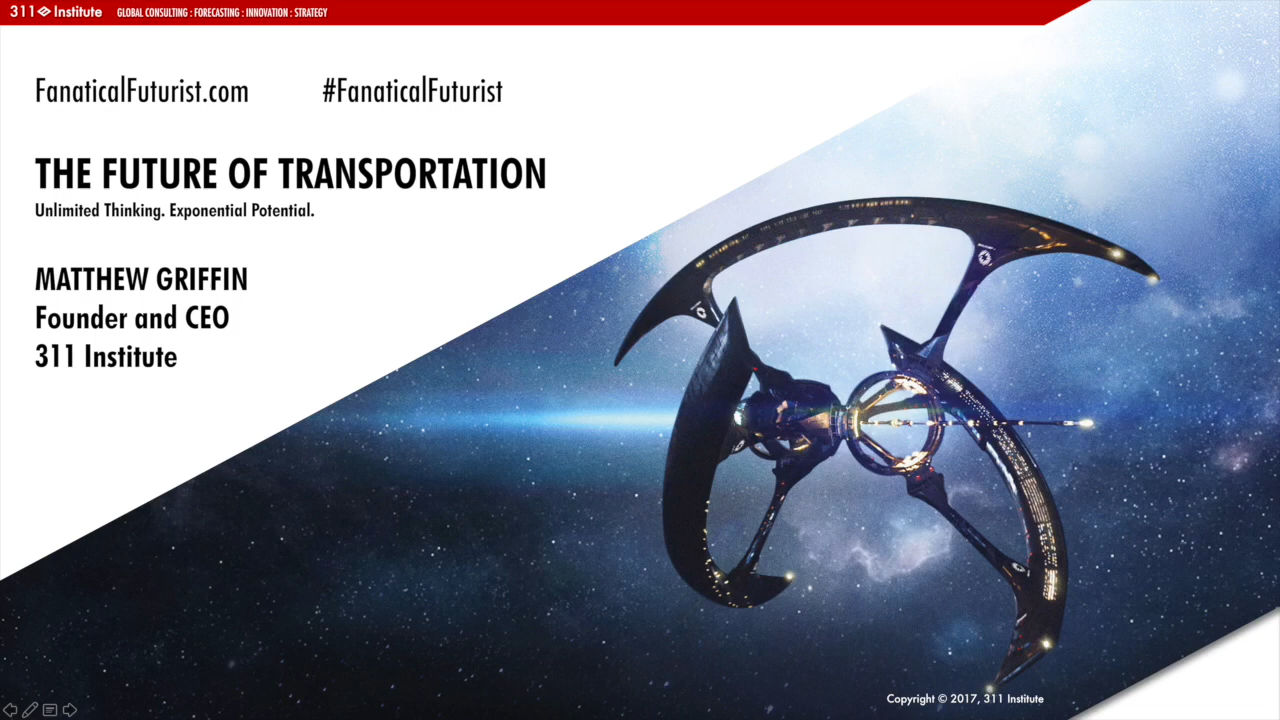 311 Institute GLOBAL CONSULTING : FORECASTING : INNOVATION : STRATEGY
FanaticalFuturist.com #FanaticalFuturist
THE FUTURE OF TRANSPORTATION
Unlimited Thinking. Exponential Potential.
MATTHEW GRIFFIN
Founder and CEO
311 Institute
Copyright © 2017, 311 Institute